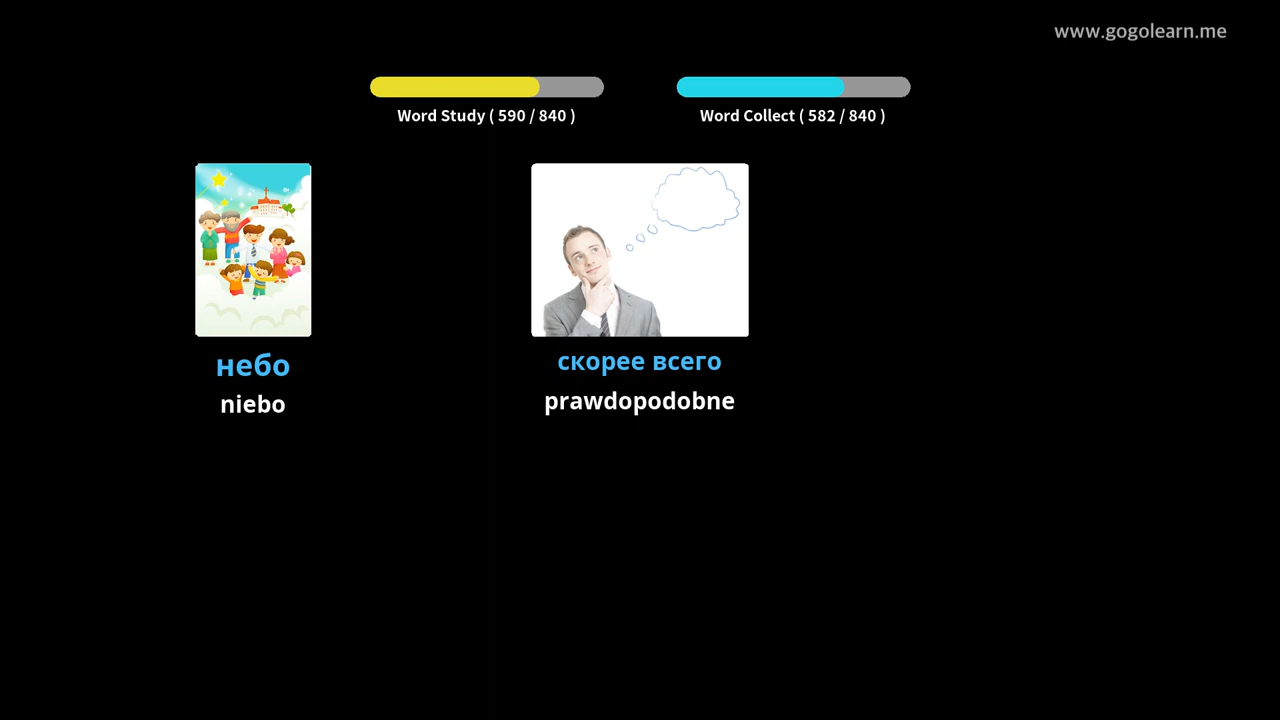 www.gogolearn.me
Word Study ( 590 / 840 )
Word Collect ( 582 / 840 )
небо
niebo
скорее всего
prawdopodobne